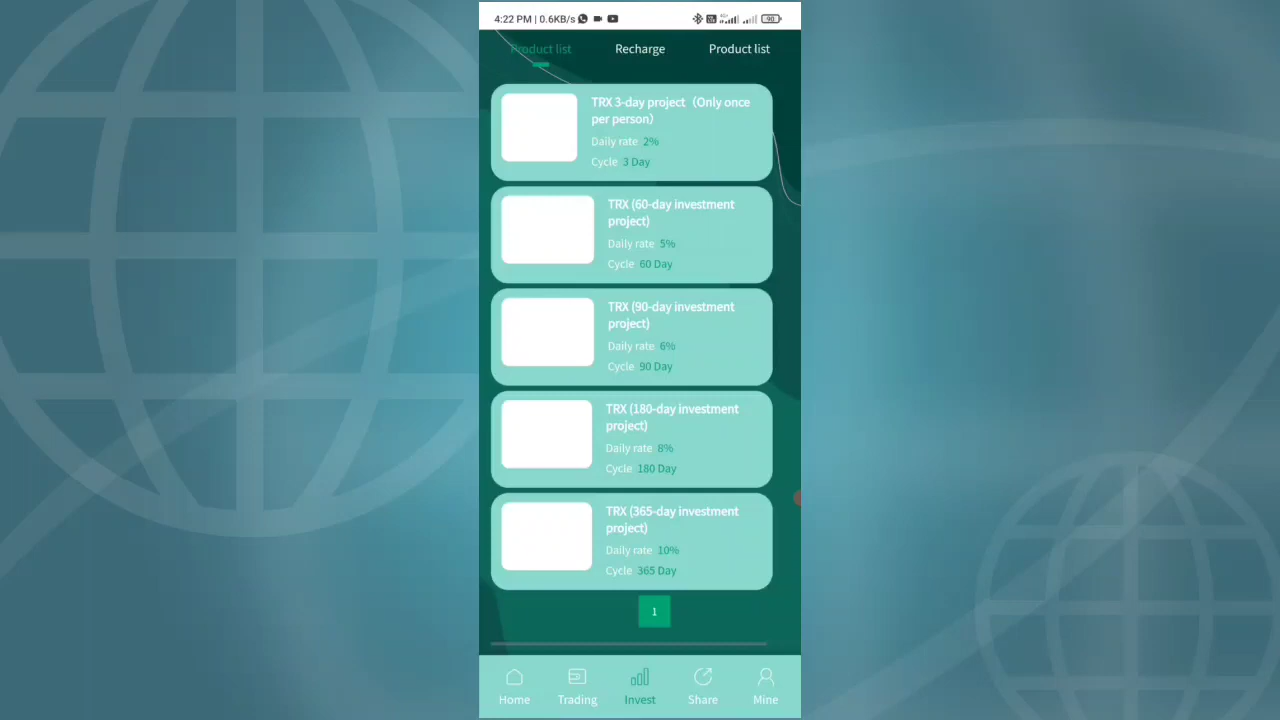 4:22 PM | 0.6KB/s
90
Product list Recharge Product list
TRX 3-day project（Only once
per person）
Daily rate 2%
Cycle 3 Day
TRX (60-day investment
project)
Daily rate 5%
Cycle 60 Day
TRX (90-day investment
project)
Daily rate 6%
Cycle 90 Day
TRX (180-day investment
project)
Daily rate 8%
Cycle 180 Day
TRX (365-day investment
project)
Daily rate 10%
Cycle 365 Day
1
Home Trading Invest Share Mine